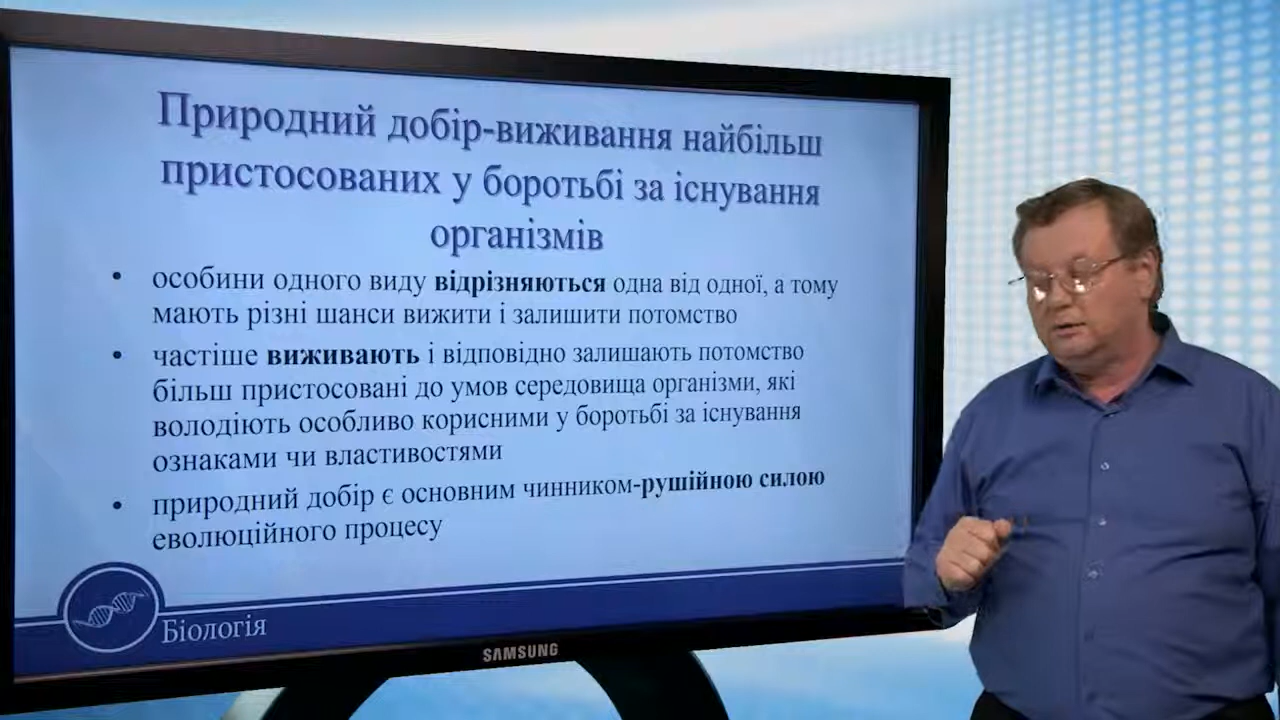 Природний добір-виживання найбільш
пристосованих у боротьбі за існування
організмів
• особини одного виду відрізняються одна від одної, а тому
мають різні шанси вижити і залишити потомство
• частіше виживають і відповідно залишають потомство
більш пристосовані до умов середовища організми, які
володіють особливо корисними у боротьбі за існування
ознаками чи властивостями
• природний добір є основним чинником-рушійною силою
еволюційного процесу
Біологія
SAMSUNG